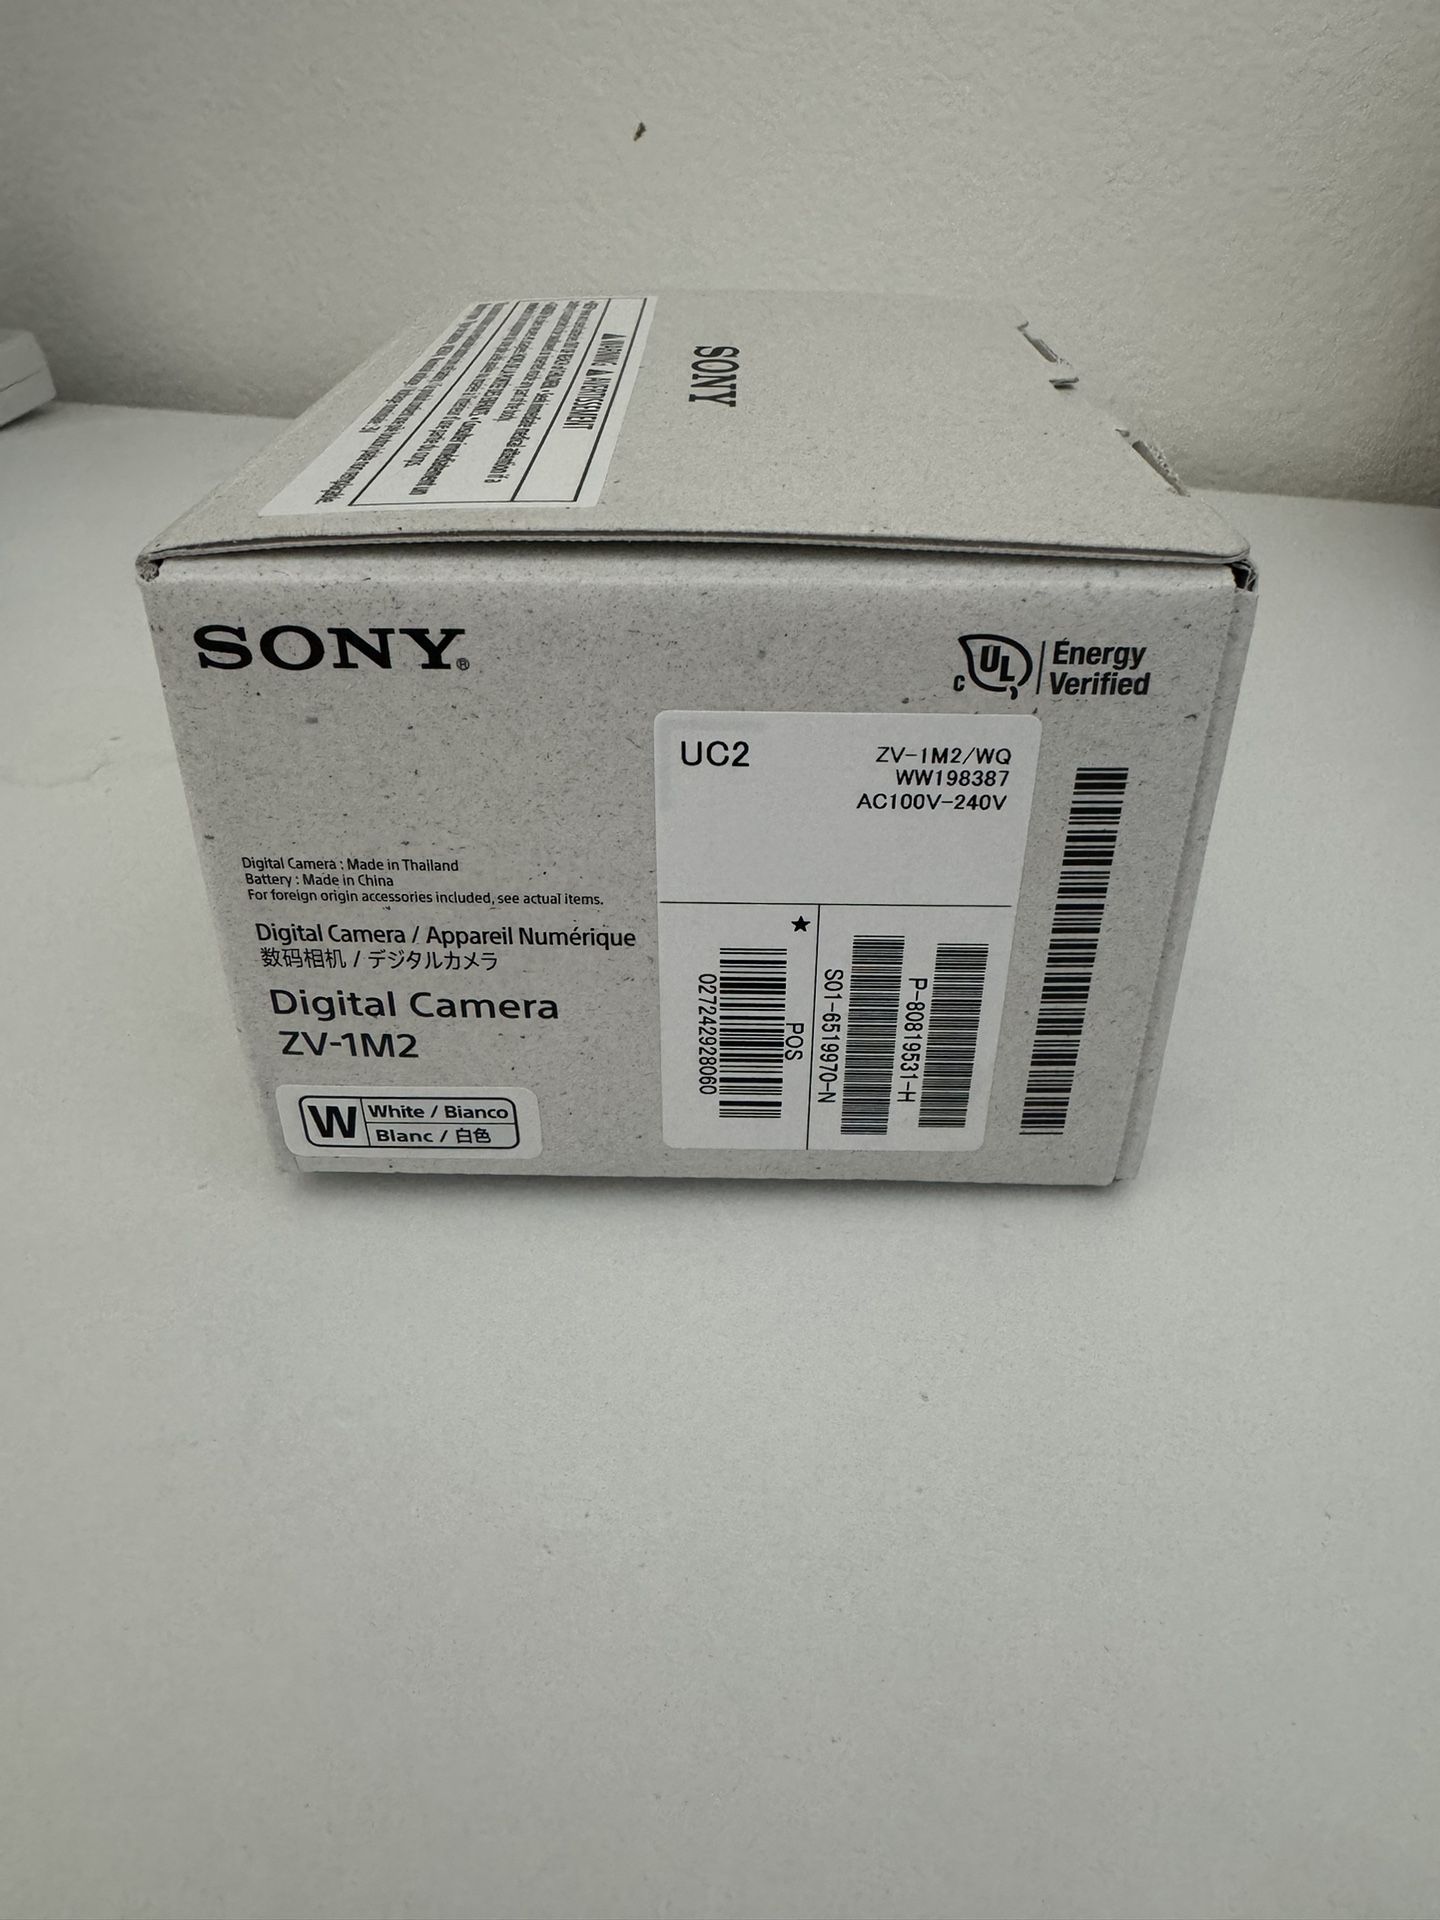 ⚠ WARNING ⚠ AVERTISSEMENT
SONY
SONY®
c UL Energy
Verified
UC2
ZV-1M2/WQ
WW198387
AC100V-240V
Digital Camera : Made in Thailand
Battery : Made in China
For foreign origin accessories included, see actual items.
Digital Camera / Appareil Numérique
数码相机 / デジタルカメラ
Digital Camera
ZV-1M2
W White / Bianco
Blanc / 白色
★
POS
027242928060
S01-6519970-N
P-80819531-H